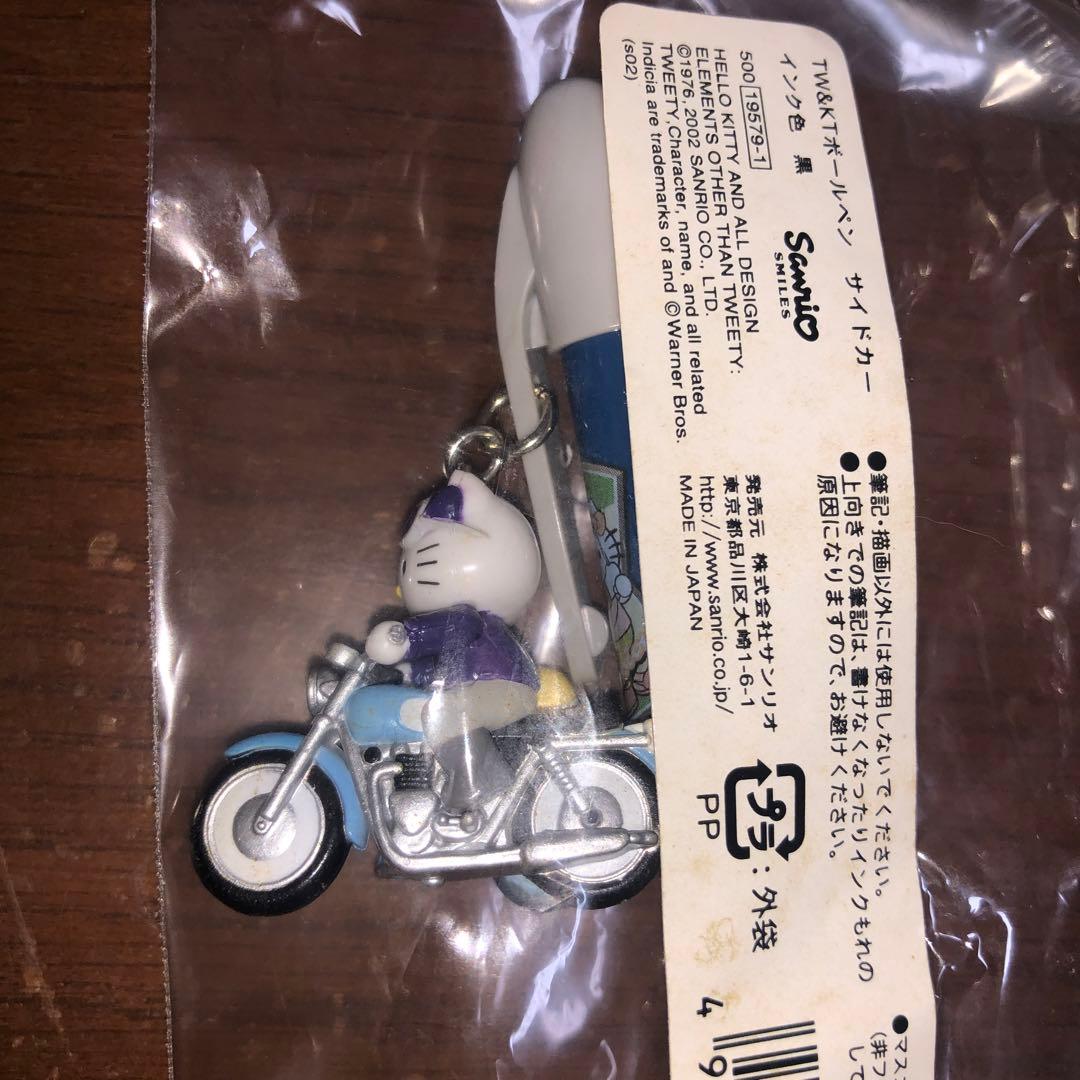 TW&KTボールペン サイドカー
インク色 黒
Sanrio
SMILES
500 19579-1
HELLO KITTY AND ALL DESIGN
ELEMENTS OTHER THAN TWEETY:
©1976, 2002 SANRIO CO., LTD.
TWEETY,Character, name, and all related
Indicia are trademarks of and ©Warner Bros.
(s02)
●筆記・描画以外には使用しないでください。
●上向きでの筆記は、書けなくなったりインクもれの
原因になりますので、お避けください。
発売元 株式会社サンリオ
東京都品川区大崎1-6-1
http://www.sanrio.co.jp/
MADE IN JAPAN
プラ:外袋
PP
●マス
(非フ
して
4 9